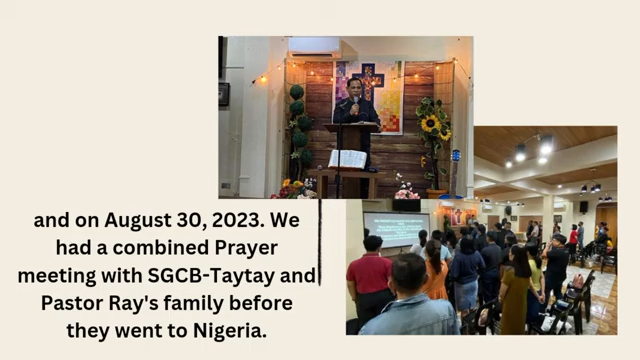 and on August 30, 2023. We
had a combined Prayer
meeting with SGCB-Taytay and
Pastor Ray's family before
they went to Nigeria.